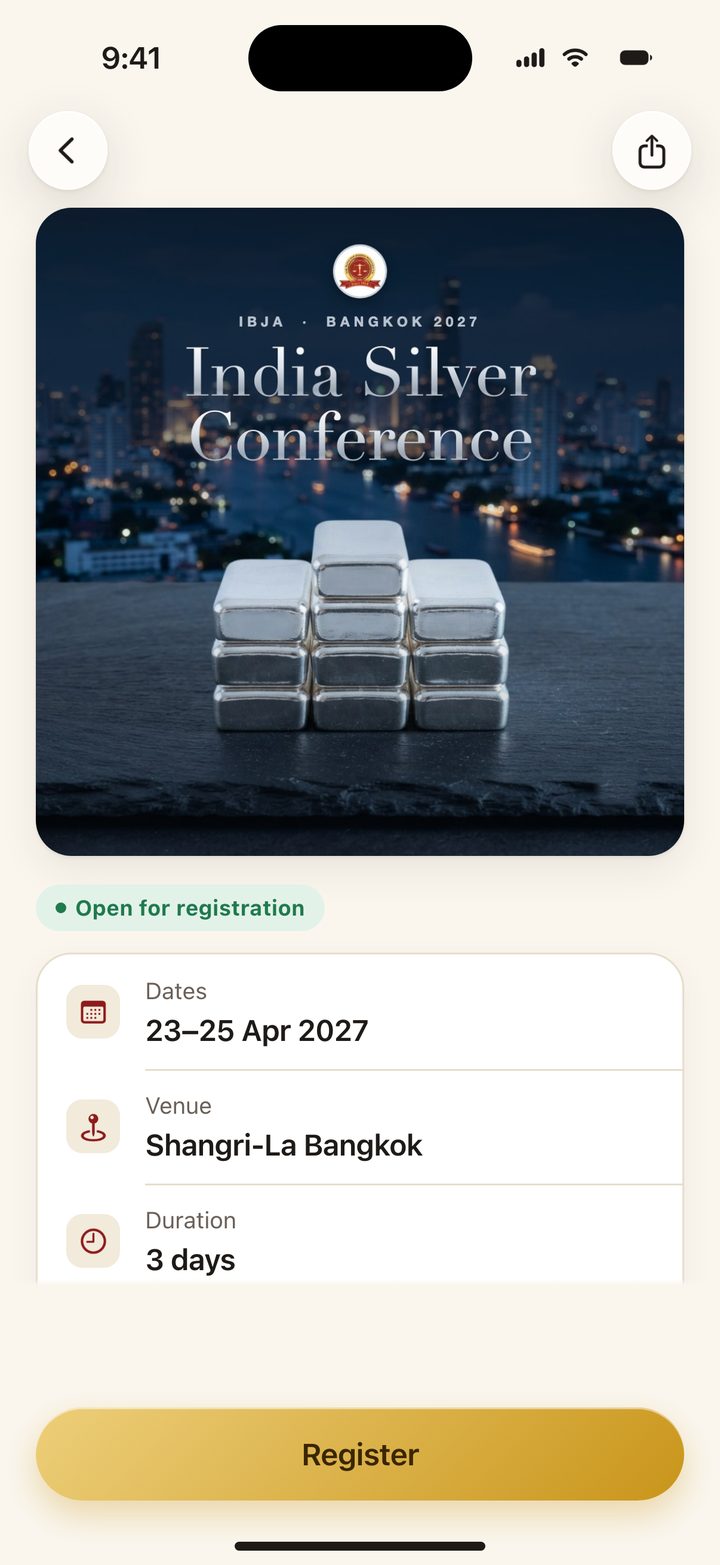 9:41
IBJA · BANGKOK 2027
India Silver
Conference
Open for registration
Dates
23–25 Apr 2027
Venue
Shangri-La Bangkok
Duration
3 days
Register